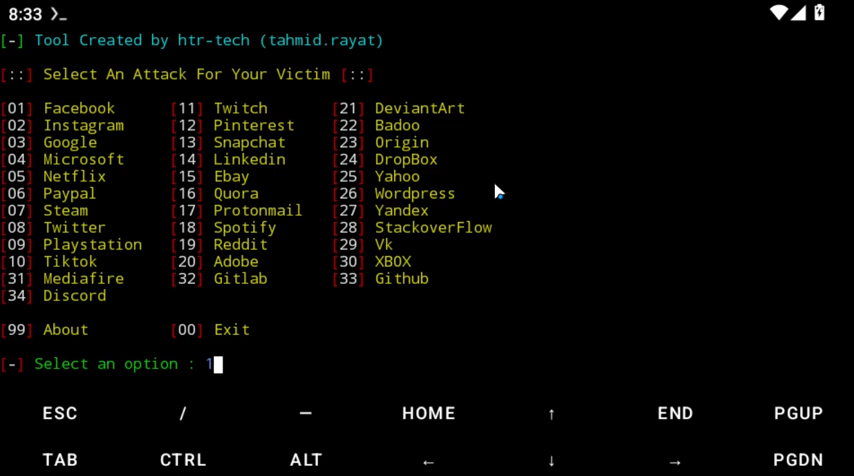 8:33
[-] Tool Created by htr-tech (tahmid.rayat)
[::] Select An Attack For Your Victim [::]
[01] Facebook [11] Twitch [21] DeviantArt
[02] Instagram [12] Pinterest [22] Badoo
[03] Google [13] Snapchat [23] Origin
[04] Microsoft [14] Linkedin [24] DropBox
[05] Netflix [15] Ebay [25] Yahoo
[06] Paypal [16] Quora [26] Wordpress
[07] Steam [17] Protonmail [27] Yandex
[08] Twitter [18] Spotify [28] StackoverFlow
[09] Playstation [19] Reddit [29] Vk
[10] Tiktok [20] Adobe [30] XBOX
[31] Mediafire [32] Gitlab [33] Github
[34] Discord
[99] About [00] Exit
[-] Select an option : 1
ESC / — HOME ↑ END PGUP
TAB CTRL ALT ← ↓ → PGDN